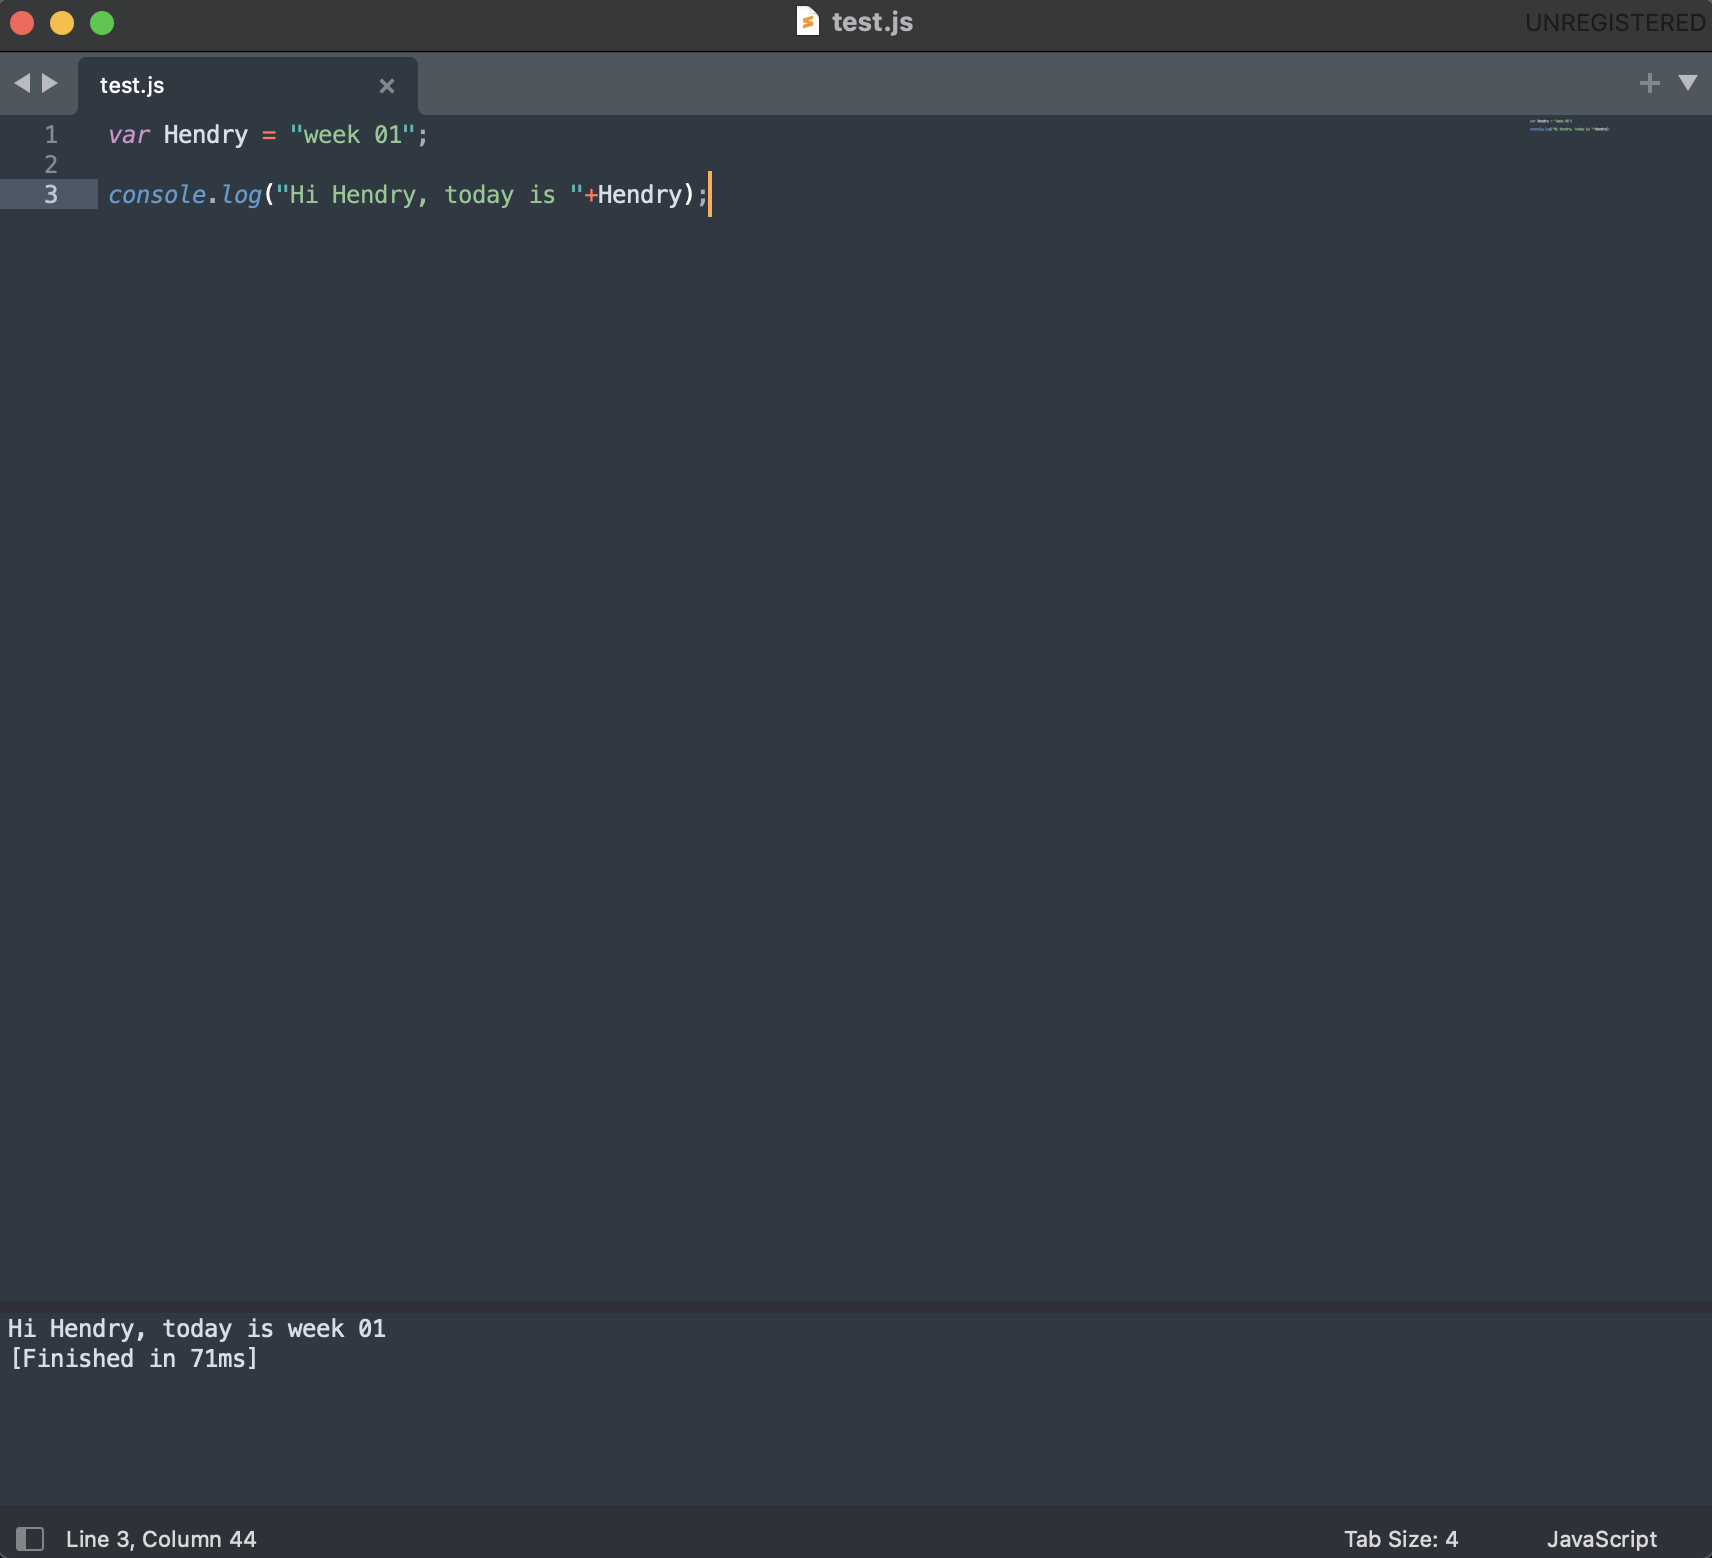 test.js
UNREGISTERED
test.js
1 var Hendry = "week 01";
2
3 console.log("Hi Hendry, today is "+Hendry);
Hi Hendry, today is week 01
[Finished in 71ms]
Line 3, Column 44
Tab Size: 4
JavaScript